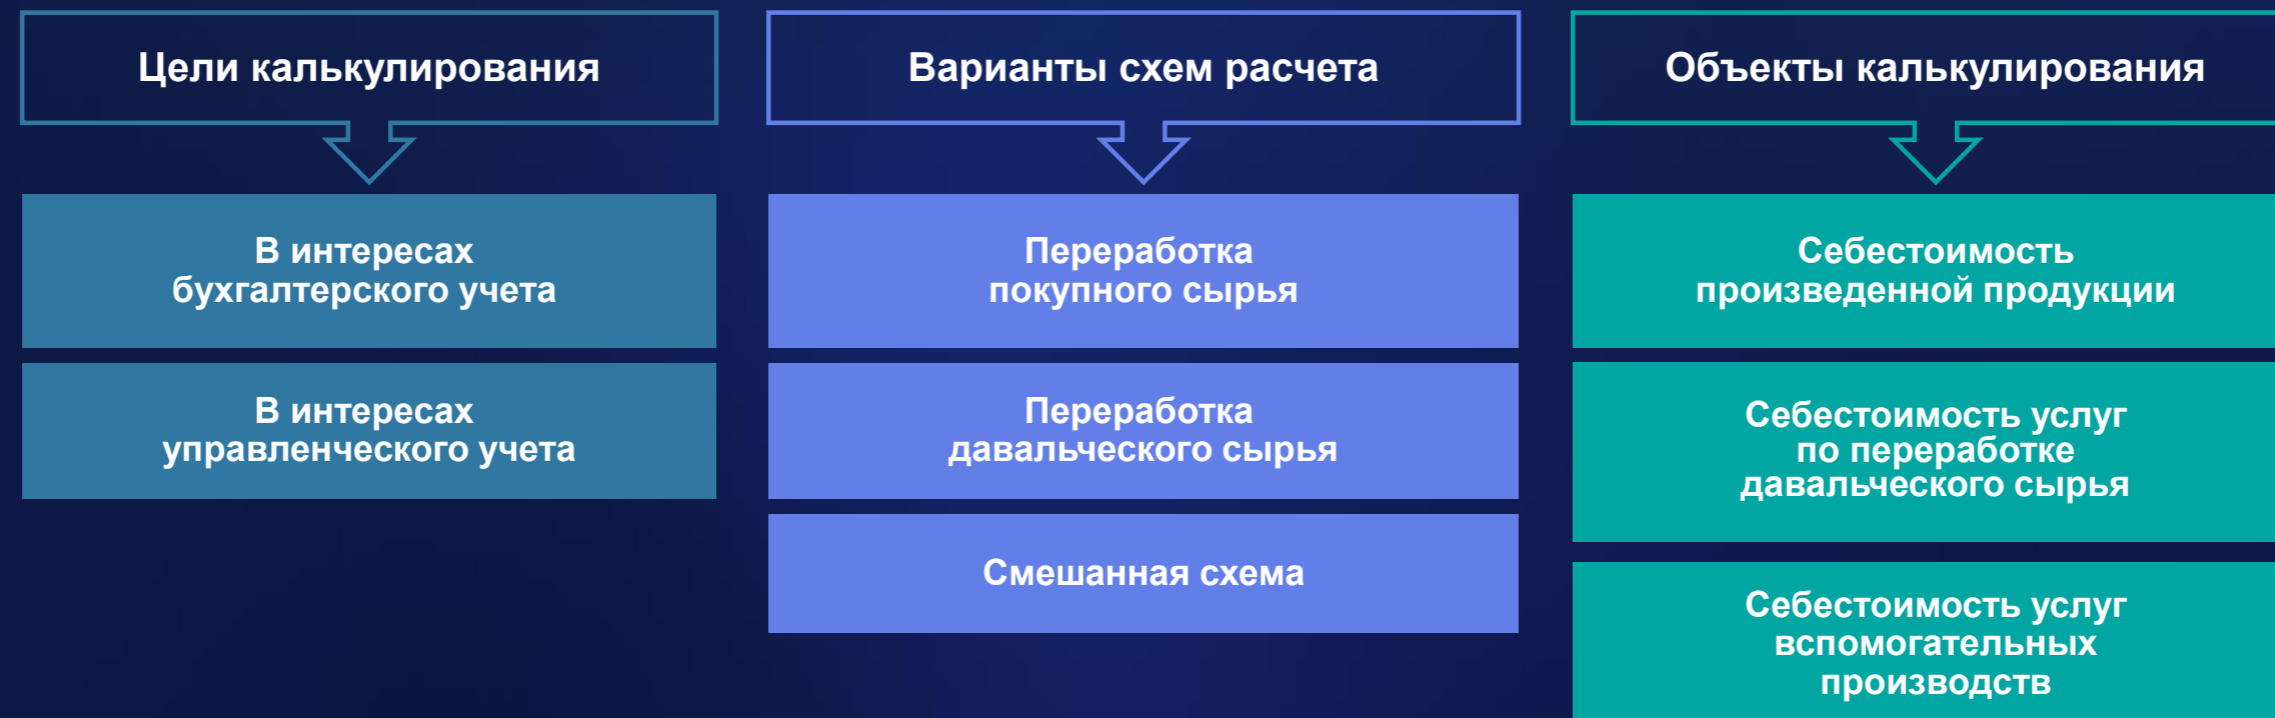 Цели калькулирования
В интересах
бухгалтерского учета
В интересах
управленческого учета
Варианты схем расчета
Переработка
покупного сырья
Переработка
давальческого сырья
Смешанная схема
Объекты калькулирования
Себестоимость
произведенной продукции
Себестоимость услуг
по переработке
давальческого сырья
Себестоимость услуг
вспомогательных
производств